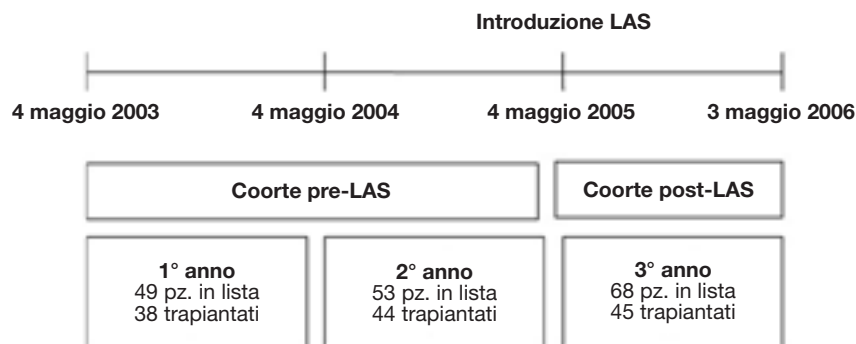 Introduzione LAS
4 maggio 2003 4 maggio 2004 4 maggio 2005 3 maggio 2006
Coorte pre-LAS Coorte post-LAS
1° anno
49 pz. in lista
38 trapiantati
2° anno
53 pz. in lista
44 trapiantati
3° anno
68 pz. in lista
45 trapiantati